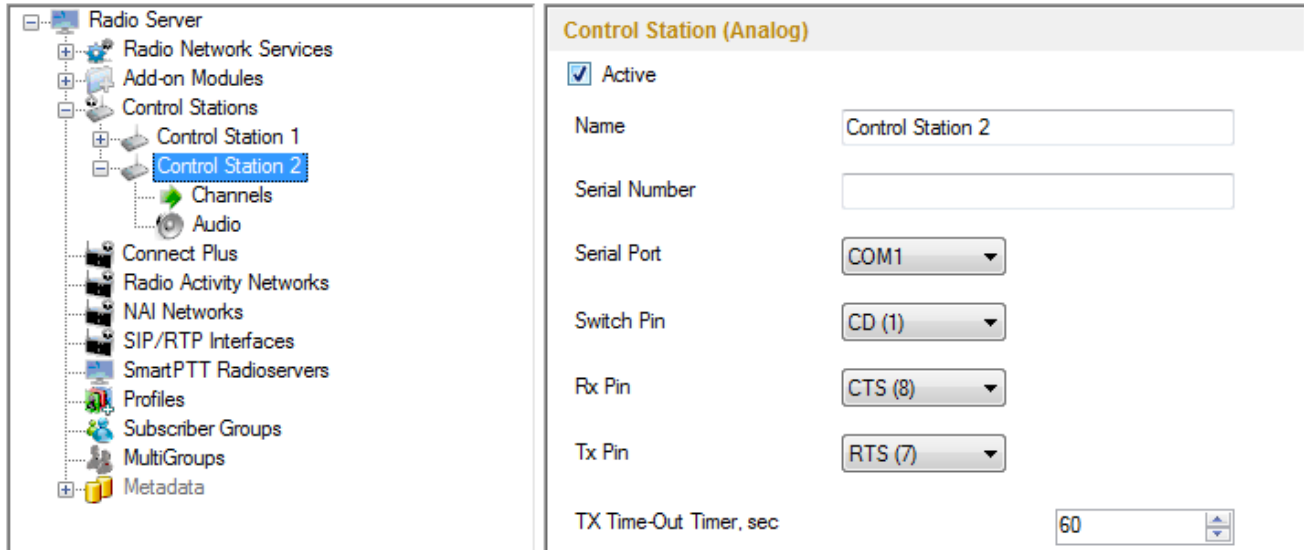 Radio Server
Radio Network Services
Add-on Modules
Control Stations
Control Station 1
Control Station 2
Channels
Audio
Connect Plus
Radio Activity Networks
NAI Networks
SIP/RTP Interfaces
SmartPTT Radioservers
Profiles
Subscriber Groups
MultiGroups
Metadata
Control Station (Analog)
Active
Name Control Station 2
Serial Number
Serial Port COM1
Switch Pin CD (1)
Rx Pin CTS (8)
Tx Pin RTS (7)
TX Time-Out Timer, sec 60